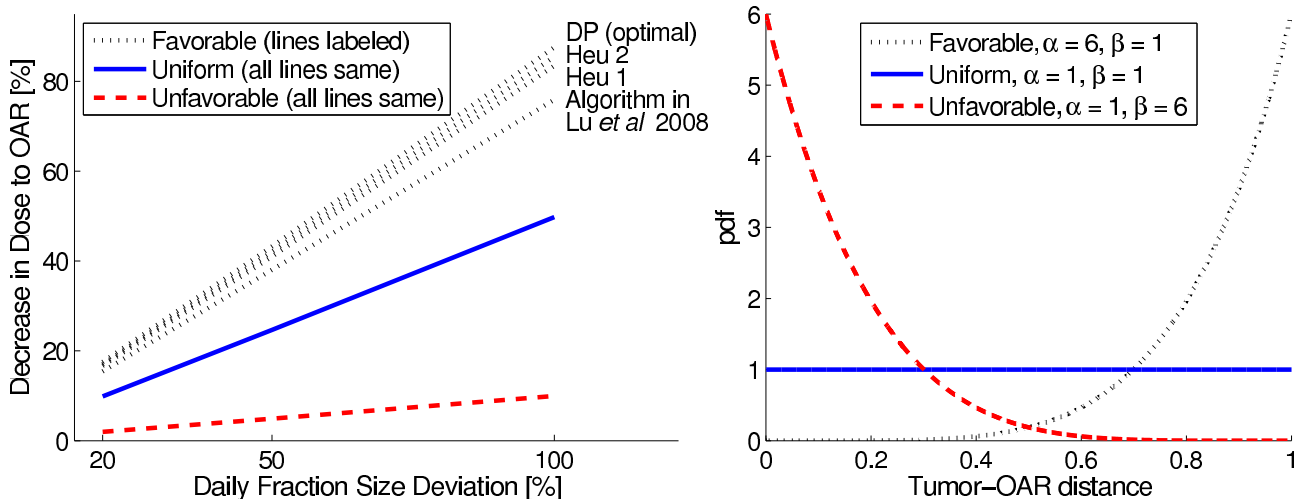 Decrease in Dose to OAR [%]
80
60
40
20
0
Favorable (lines labeled)
Uniform (all lines same)
Unfavorable (all lines same)
DP (optimal)
Heu 2
Heu 1
Algorithm in
Lu et al 2008
20
50
100
Daily Fraction Size Deviation [%]
pdf
6
5
4
3
2
1
0
Favorable, α = 6, β = 1
Uniform, α = 1, β = 1
Unfavorable, α = 1, β = 6
0
0.2
0.4
0.6
0.8
1
Tumor–OAR distance